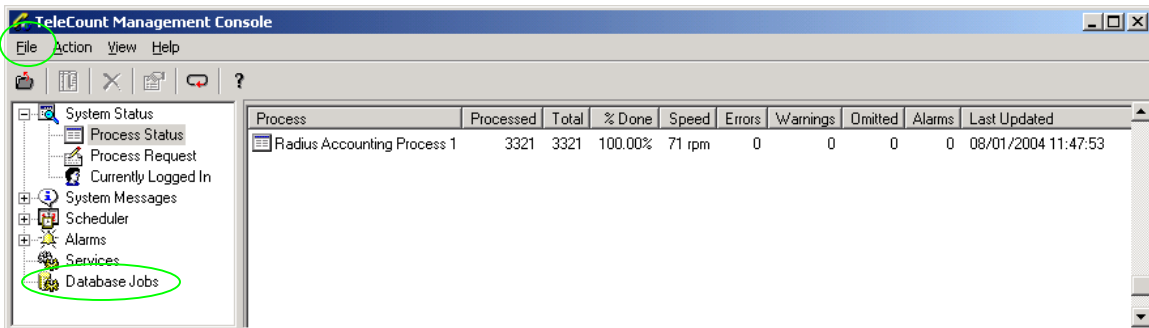 TeleCount Management Console
File Action View Help
?
System Status
Process Status
Process Request
Currently Logged In
System Messages
Scheduler
Alarms
Services
Database Jobs
Process Processed Total % Done Speed Errors Warnings Omitted Alarms Last Updated
Radius Accounting Process 1 3321 3321 100.00% 71 rpm 0 0 0 0 08/01/2004 11:47:53